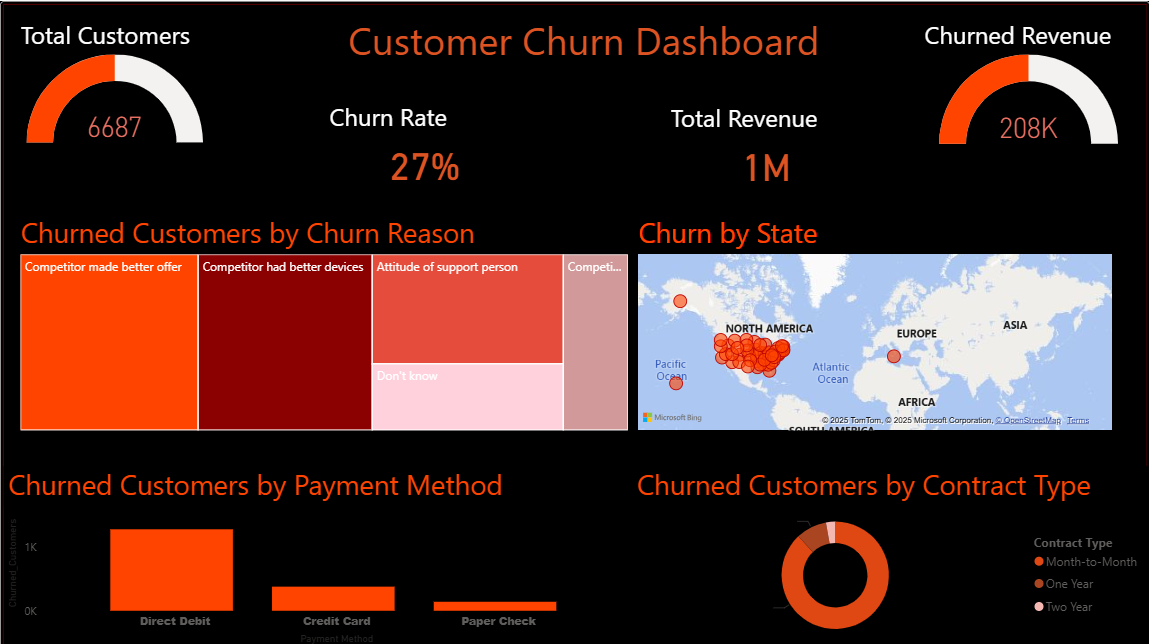 Total Customers
Customer Churn Dashboard
Churned Revenue
6687
208K
Churn Rate
Total Revenue
27%
1M
Churned Customers by Churn Reason
Competitor made better offer
Competitor had better devices
Attitude of support person
Competi...
Don't know
Churn by State
NORTH AMERICA
EUROPE
ASIA
Pacific
Ocean
Atlantic
Ocean
AFRICA
SOUTH AMERICA
Microsoft Bing
© 2025 TomTom, © 2025 Microsoft Corporation, © OpenStreetMap Terms
Churned Customers by Payment Method
Churned_Customers
1K
0K
Direct Debit
Credit Card
Paper Check
Payment Method
Churned Customers by Contract Type
Contract Type
Month-to-Month
One Year
Two Year